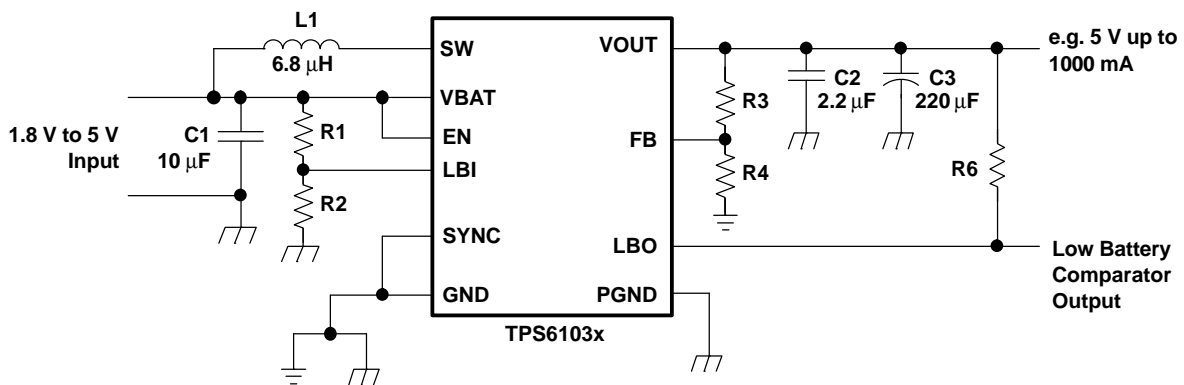 L1
6.8 μH
SW
VBAT
EN
LBI
SYNC
GND
VOUT
FB
LBO
PGND
TPS6103x
1.8 V to 5 V
Input
C1
10 μF
R1
R2
R3
R4
C2
2.2 μF
C3
220 μF
R6
e.g. 5 V up to
1000 mA
Low Battery
Comparator
Output